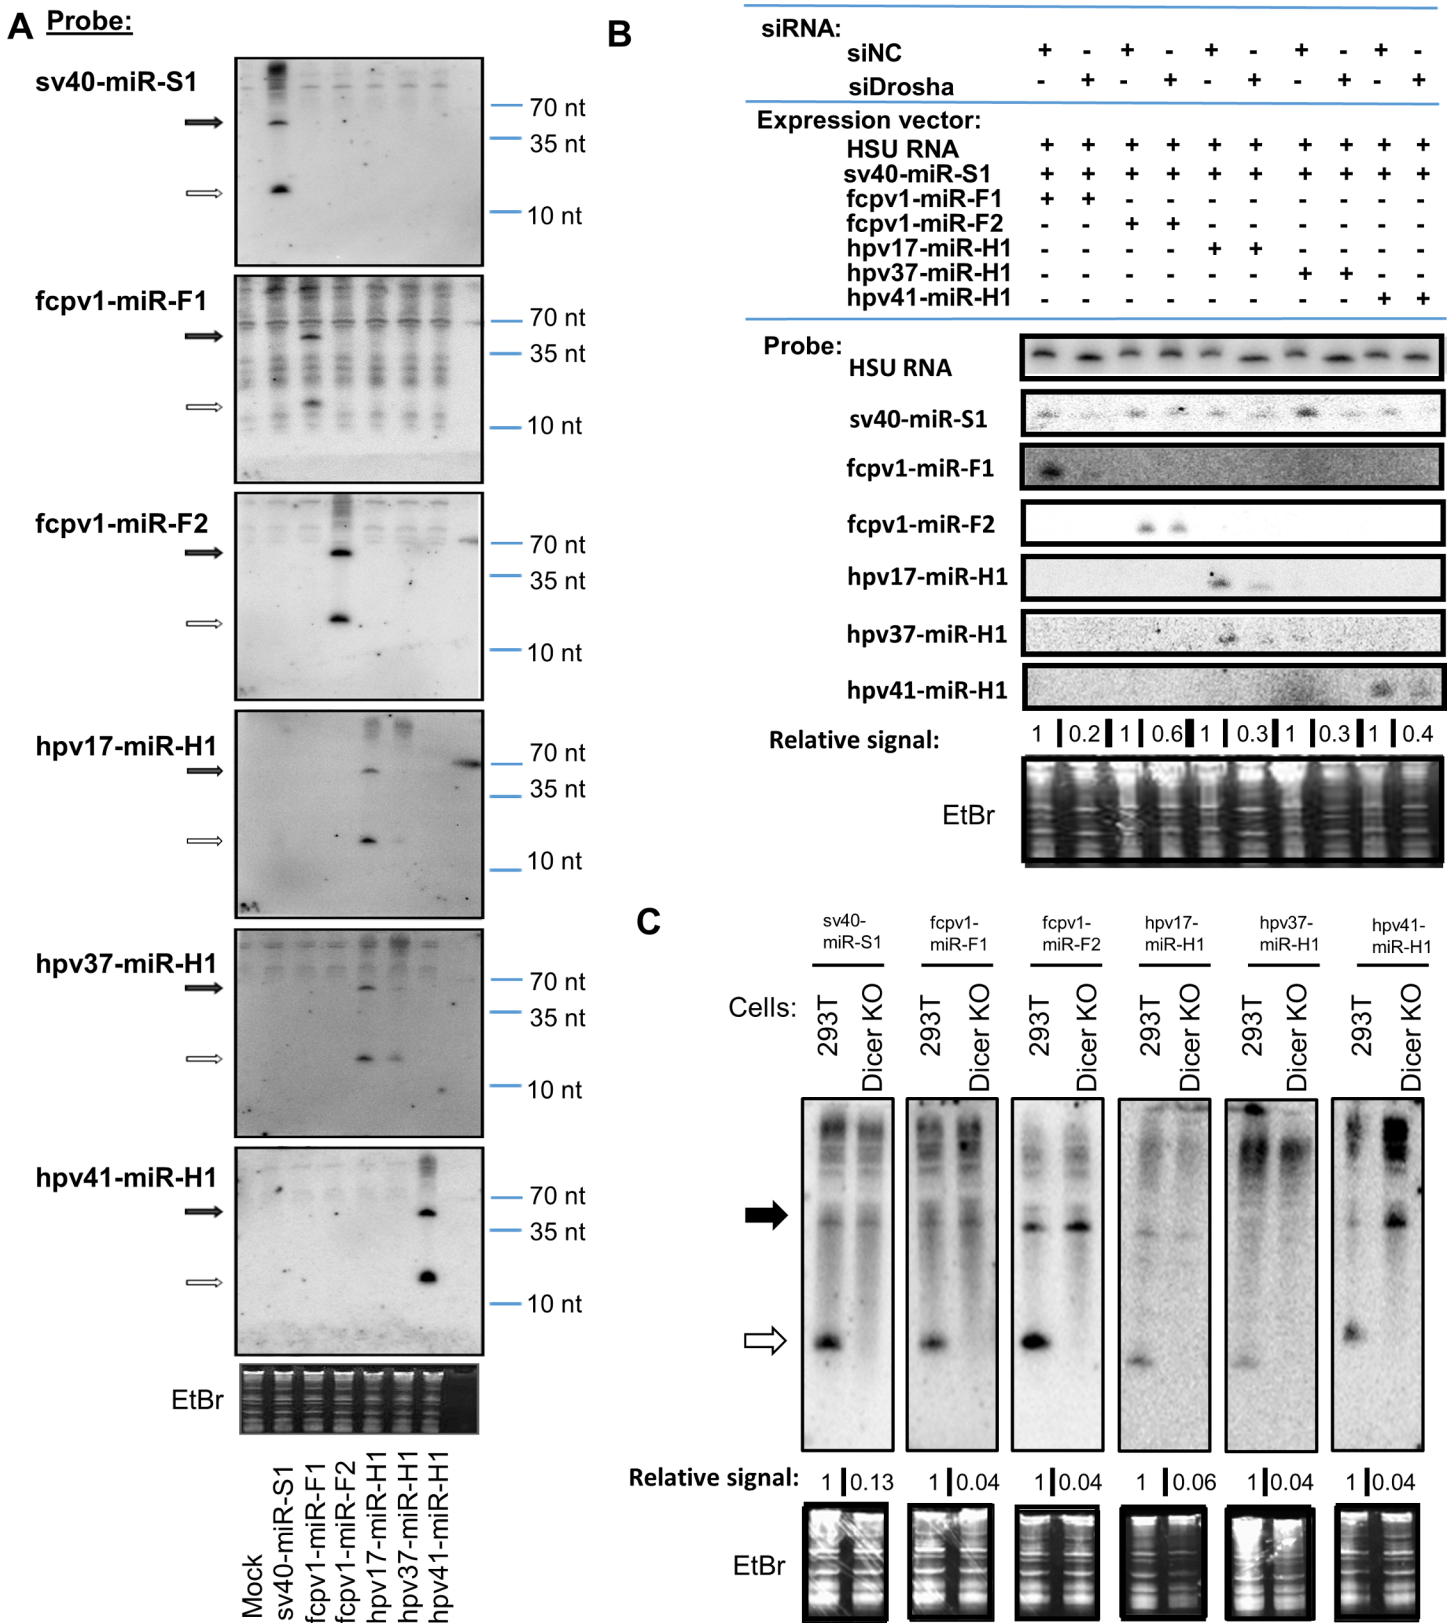 A Probe:
sv40-miR-S1
70 nt
35 nt
10 nt
fcpv1-miR-F1
70 nt
35 nt
10 nt
fcpv1-miR-F2
70 nt
35 nt
10 nt
hpv17-miR-H1
70 nt
35 nt
10 nt
hpv37-miR-H1
70 nt
35 nt
10 nt
hpv41-miR-H1
70 nt
35 nt
10 nt
EtBr
Mock
sv40-miR-S1
fcpv1-miR-F1
fcpv1-miR-F2
hpv17-miR-H1
hpv37-miR-H1
hpv41-miR-H1
B
siRNA:
siNC + - + - + - + - + -
siDrosha - + - + - + - + - +
Expression vector:
HSU RNA + + + + + + + + + +
sv40-miR-S1 + + + + + + + + + +
fcpv1-miR-F1 + + - - - - - - - -
fcpv1-miR-F2 - - + + - - - - - -
hpv17-miR-H1 - - - - + + - - - -
hpv37-miR-H1 - - - - - - + + - -
hpv41-miR-H1 - - - - - - - - + +
Probe:
HSU RNA
sv40-miR-S1
fcpv1-miR-F1
fcpv1-miR-F2
hpv17-miR-H1
hpv37-miR-H1
hpv41-miR-H1
Relative signal: 1 | 0.2 | 1 | 0.6 | 1 | 0.3 | 1 | 0.3 | 1 | 0.4
EtBr
C
sv40-
miR-S1
fcpv1-
miR-F1
fcpv1-
miR-F2
hpv17-
miR-H1
hpv37-
miR-H1
hpv41-
miR-H1
Cells: 293T Dicer KO 293T Dicer KO 293T Dicer KO 293T Dicer KO 293T Dicer KO 293T Dicer KO
Relative signal: 1 | 0.13 1 | 0.04 1 | 0.04 1 | 0.06 1 | 0.04 1 | 0.04
EtBr